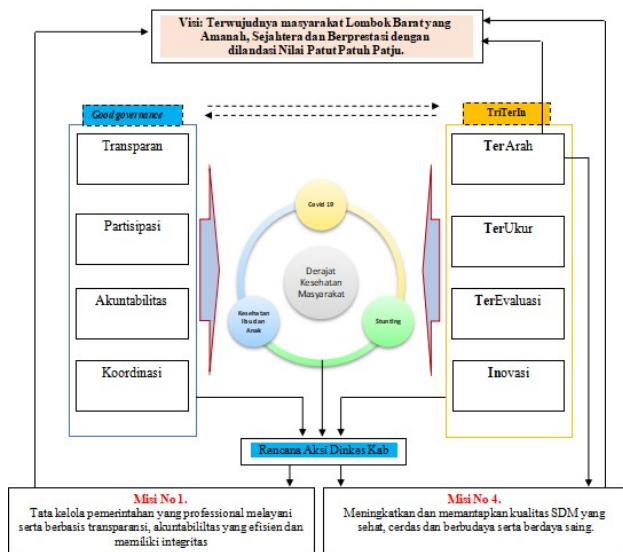 Visi: Terwujudnya masyarakat Lombok Barat yang
Amanah, Sejahtera dan Berprestasi dengan
dilandasi Nilai Patut Patuh Patju.
Good governance
TriTerIn
Transparan
Partisipasi
Akuntabilitas
Koordinasi
Covid 19
Derajat
Kesehatan
Masyarakat
Kesehatan
Ibu dan
Anak
Stunting
TerArah
TerUkur
TerEvaluasi
Inovasi
Rencana Aksi Dinkes Kab
Misi No 1.
Tata kelola pemerintahan yang professional melayani
serta berbasis transparansi, akuntabililtas yang efisien dan
memiliki integritas
Misi No 4.
Meningkatkan dan memantapkan kualitas SDM yang
sehat, cerdas dan berbudaya serta berdaya saing.